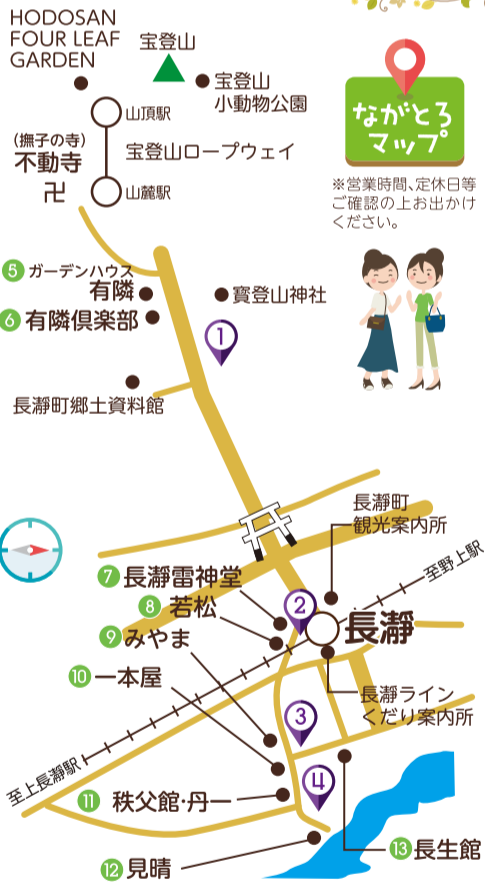 HODOSAN
FOUR LEAF
GARDEN
宝登山
宝登山
小動物公園
山頂駅
(撫子の寺)
不動寺
卍
宝登山ロープウェイ
山麓駅
ながとろ
マップ
※営業時間、定休日等
ご確認の上お出かけ
ください。
5 ガーデンハウス
有隣
6 有隣倶楽部
寳登山神社
1
長瀞町郷土資料館
長瀞町
観光案内所
至野上駅
7 長瀞雷神堂
8 若松
2
長瀞
9 みやま
10 一本屋
長瀞ライン
くだり案内所
3
至上長瀞駅
4
11 秩父館・丹一
12 見晴
13 長生館